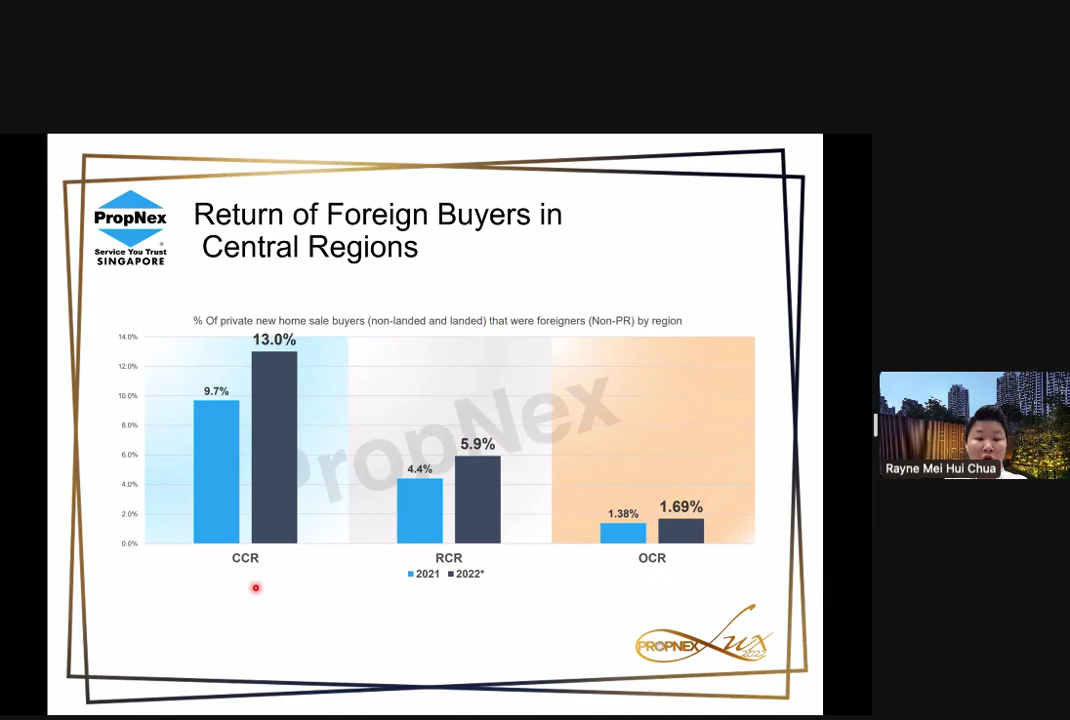 PropNex
Service You Trust
SINGAPORE
Return of Foreign Buyers in
Central Regions
% Of private new home sale buyers (non-landed and landed) that were foreigners (Non-PR) by region
14.0%
12.0%
10.0%
8.0%
6.0%
4.0%
2.0%
0.0%
9.7%
13.0%
4.4%
5.9%
1.38%
1.69%
PropNex
CCR
RCR
OCR
2021
2022*
PROPNEX Lux
2022
Rayne Mei Hui Chua